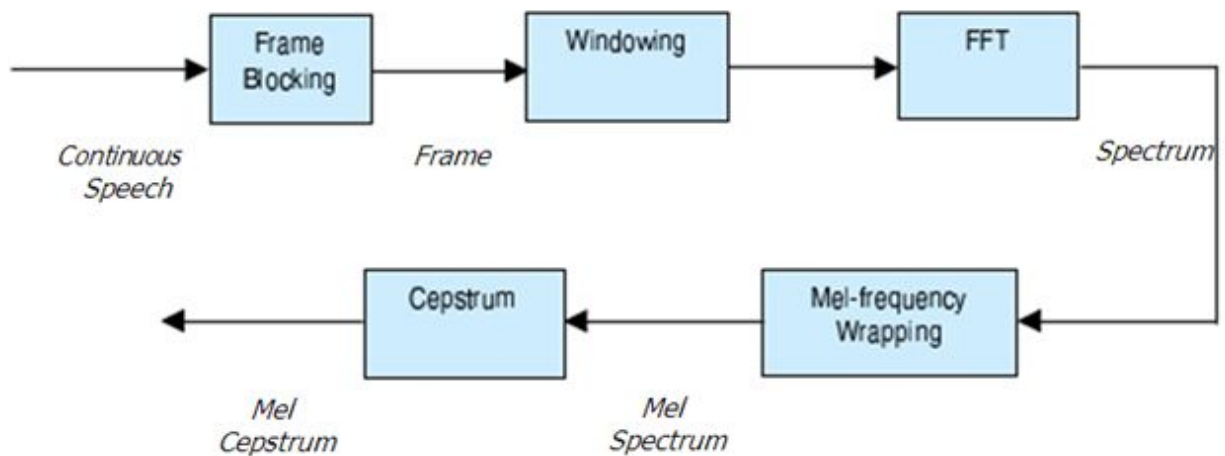 Frame
Blocking
Windowing
FFT
Continuous
Speech
Frame
Spectrum
Cepstrum
Mel-frequency
Wrapping
Mel
Cepstrum
Mel
Spectrum